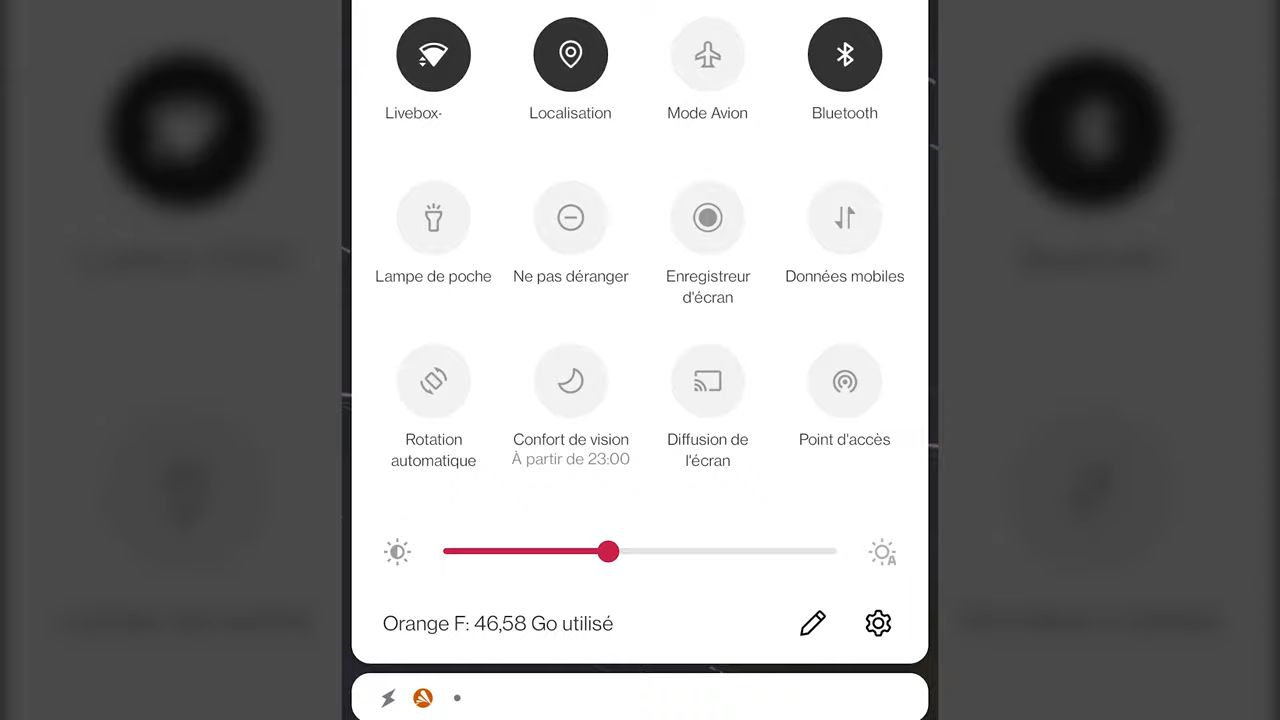 Livebox-
Localisation
Mode Avion
Bluetooth
Lampe de poche
Ne pas déranger
Enregistreur
d'écran
Données mobiles
Rotation
automatique
Confort de vision
À partir de 23:00
Diffusion de
l'écran
Point d'accès
A
Orange F: 46,58 Go utilisé